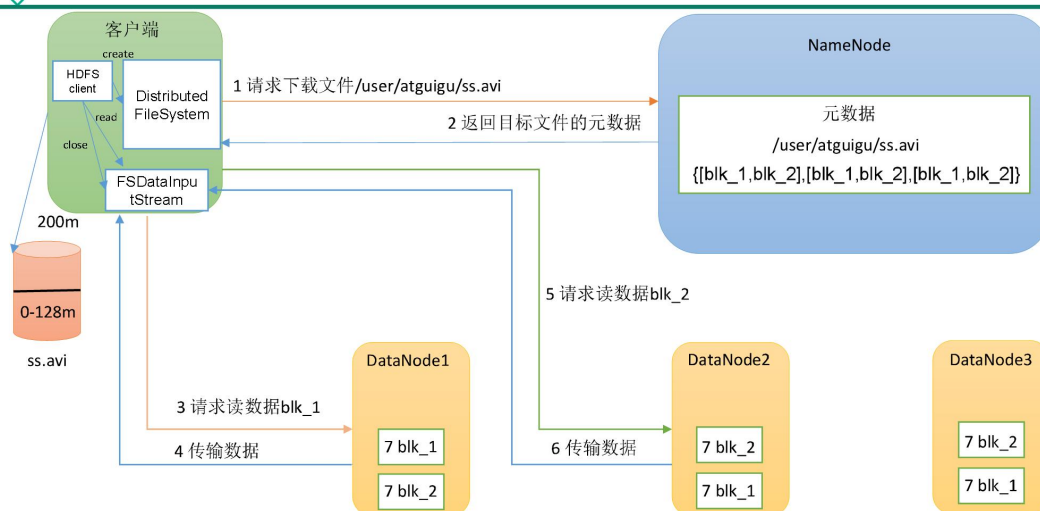 客户端
create
HDFS
client
Distributed
FileSystem
read
close
FSDataInpu
tStream
1 请求下载文件/user/atguigu/ss.avi
2 返回目标文件的元数据
NameNode
元数据
/user/atguigu/ss.avi
{[blk_1,blk_2],[blk_1,blk_2],[blk_1,blk_2]}
200m
0-128m
ss.avi
5 请求读数据blk_2
3 请求读数据blk_1
4 传输数据
6 传输数据
DataNode1
7 blk_1
7 blk_2
DataNode2
7 blk_2
7 blk_1
DataNode3
7 blk_2
7 blk_1